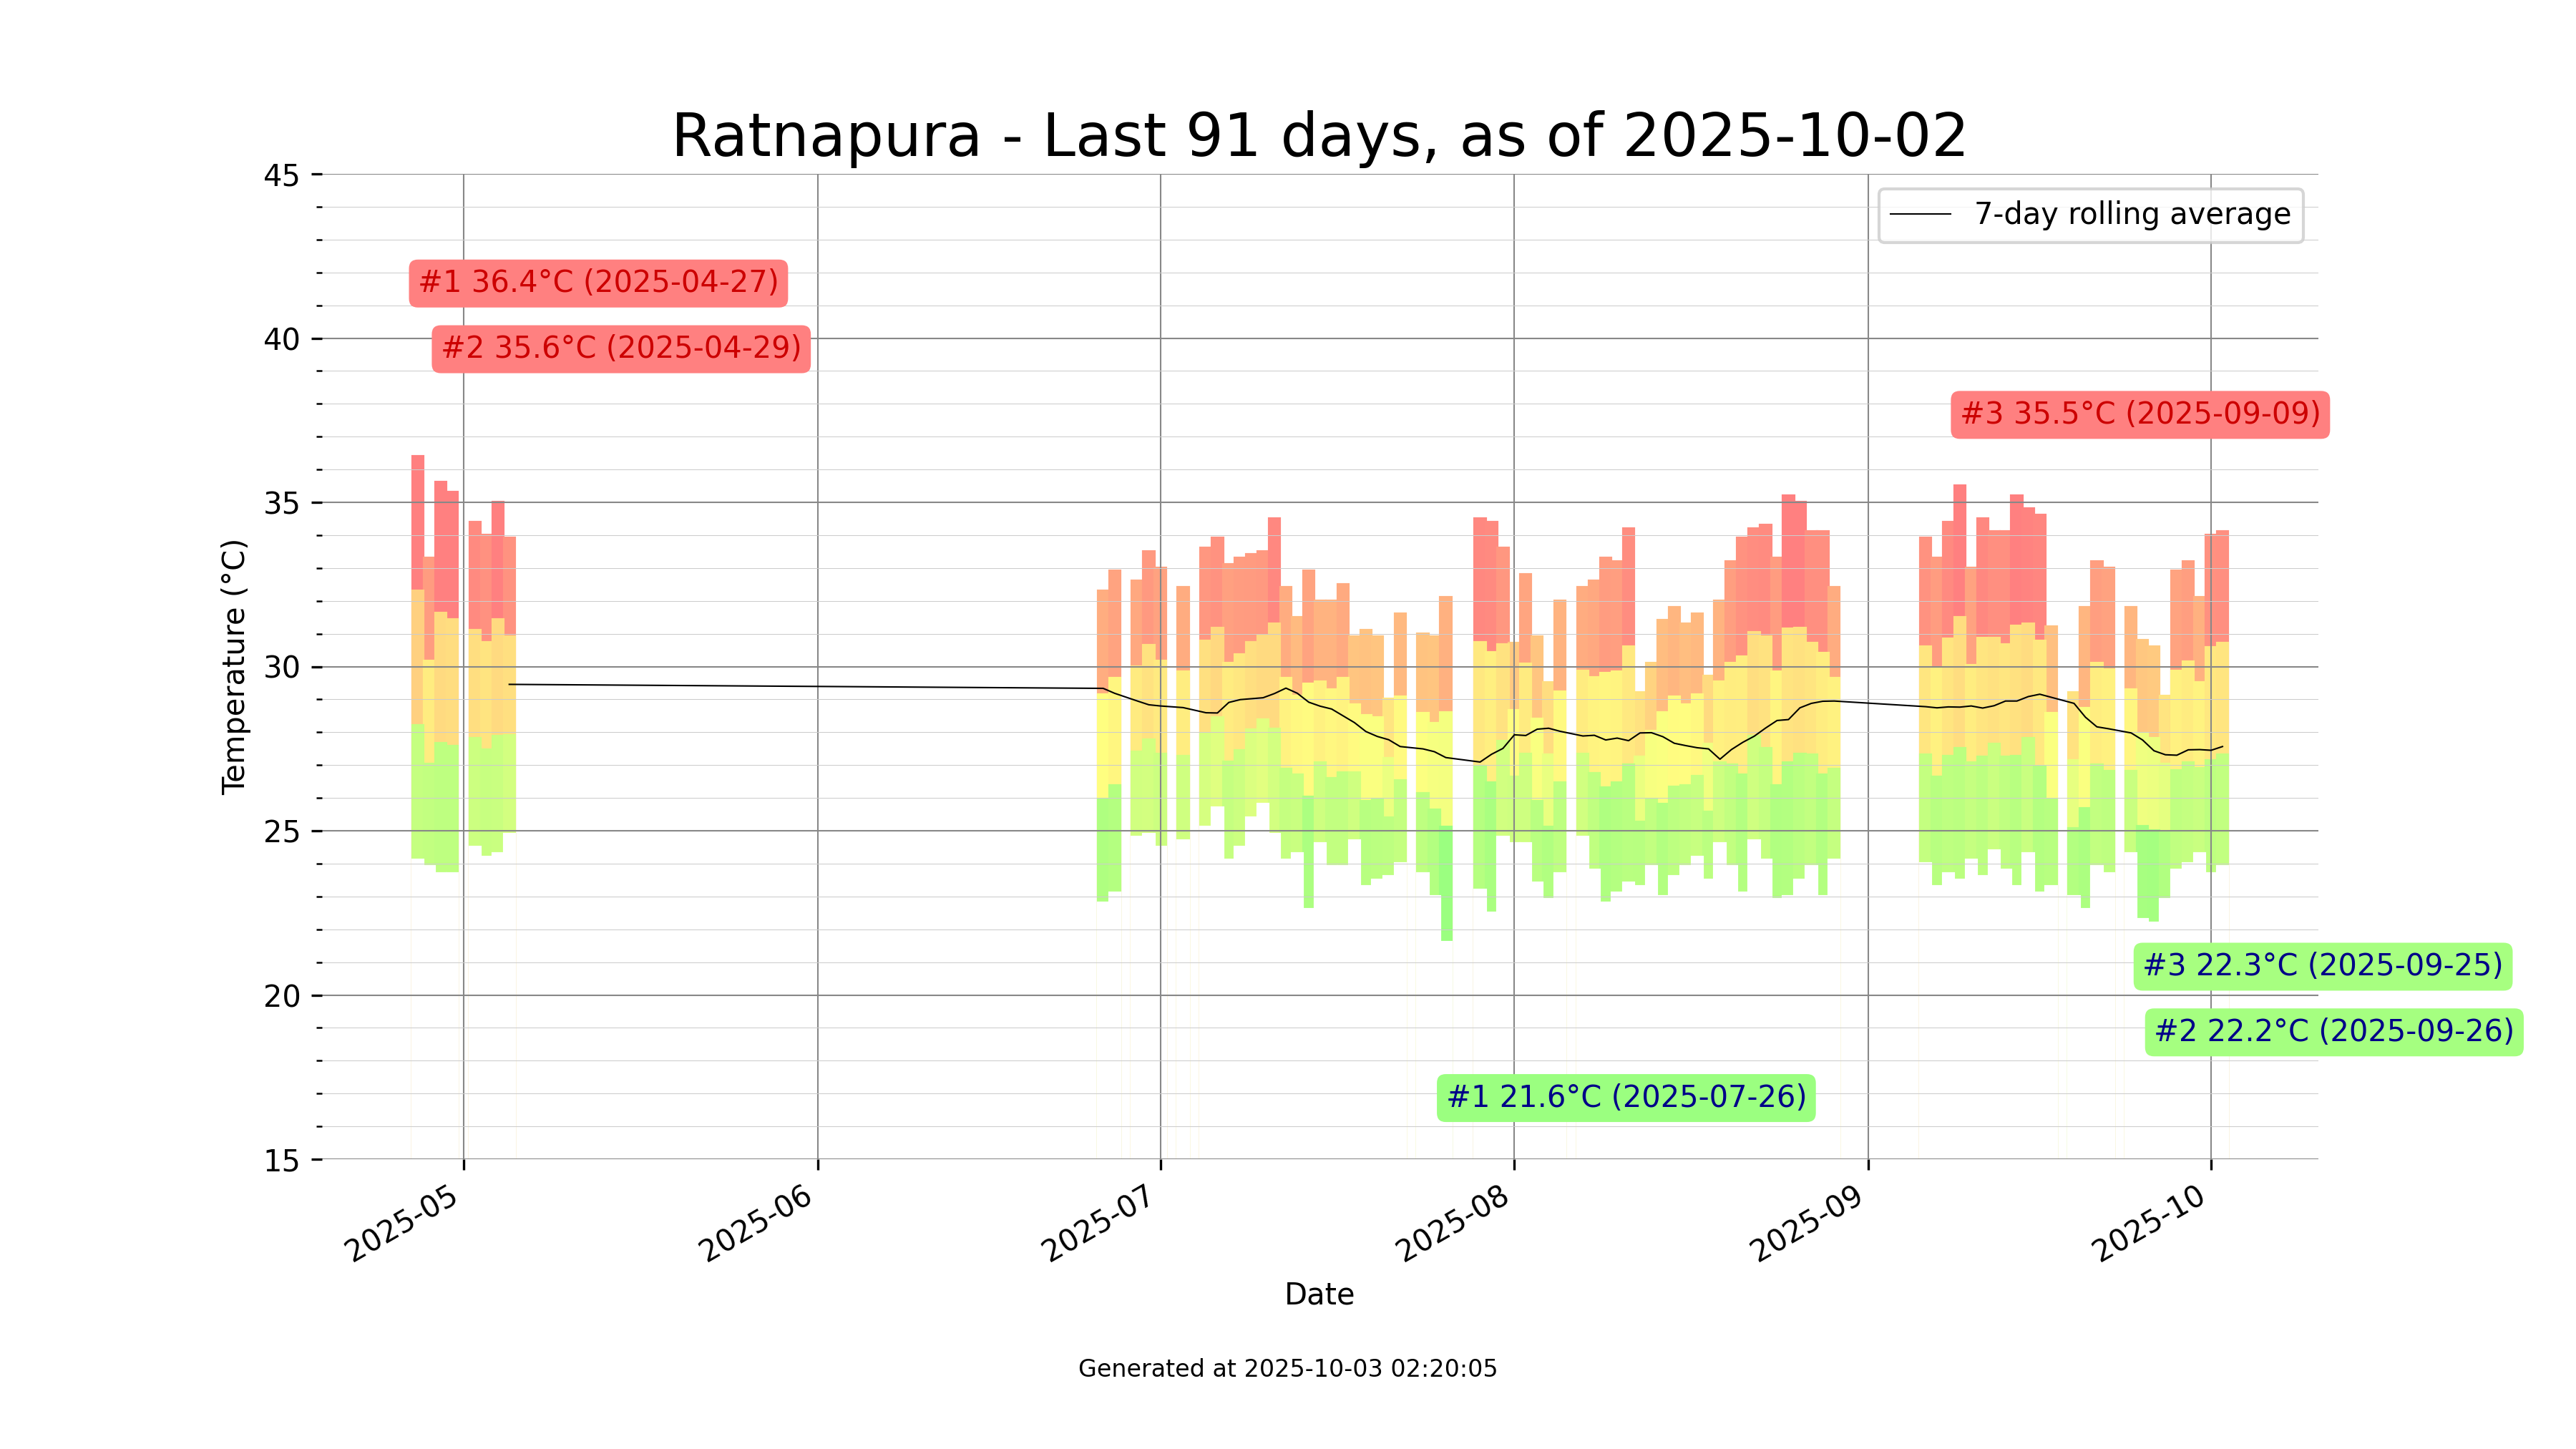 Ratnapura - Last 91 days, as of 2025-10-02
7-day rolling average
#1 36.4°C (2025-04-27)
#2 35.6°C (2025-04-29)
#3 35.5°C (2025-09-09)
#3 22.3°C (2025-09-25)
#2 22.2°C (2025-09-26)
#1 21.6°C (2025-07-26)
Temperature (°C)
45
40
35
30
25
20
15
2025-05
2025-06
2025-07
2025-08
2025-09
2025-10
Date
Generated at 2025-10-03 02:20:05